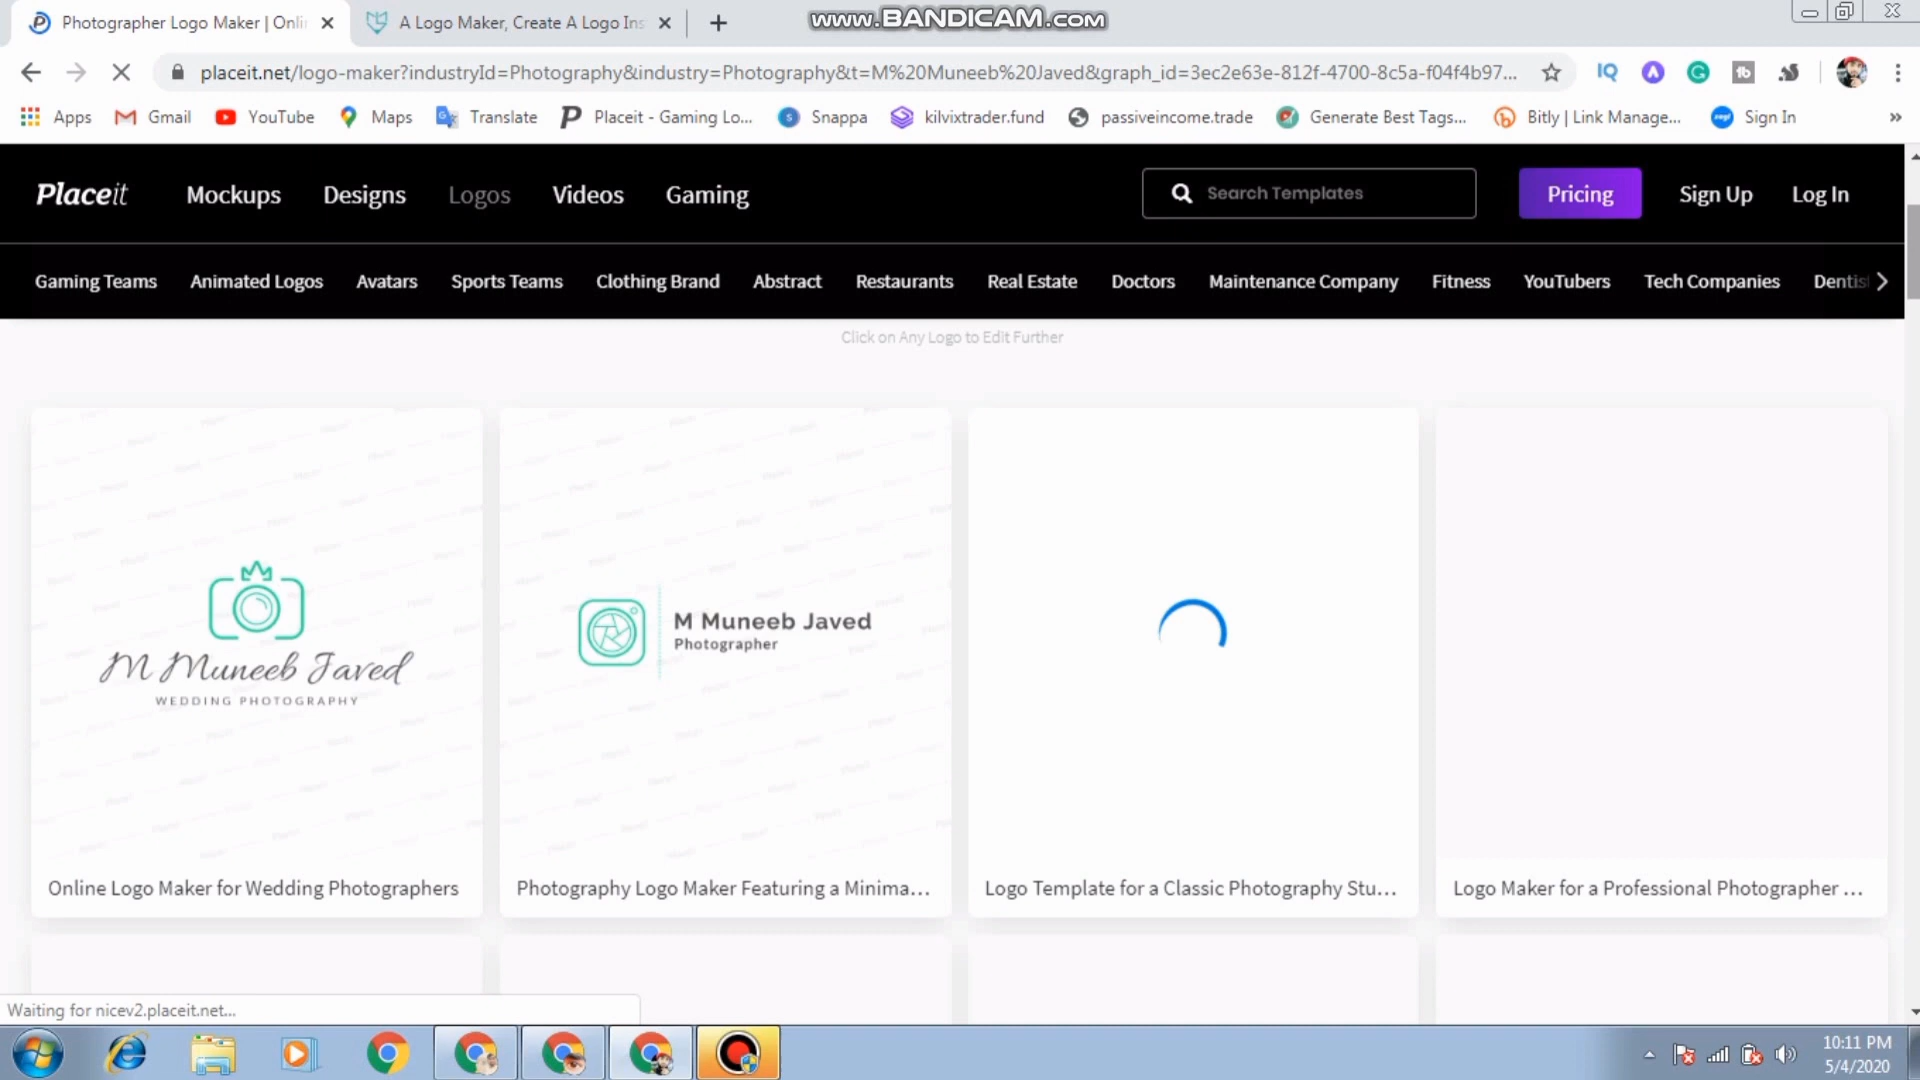 Photographer Logo Maker | Onli
A Logo Maker, Create A Logo Ins
www.BANDICAM.com
placeit.net/logo-maker?industryId=Photography&industry=Photography&t=M%20Muneeb%20Javed&graph_id=3ec2e63e-812f-4700-8c5a-f04f4b97...
IQ
tb
Apps
Gmail
YouTube
Maps
Translate
Placeit - Gaming Lo...
Snappa
kilvixtrader.fund
passiveincome.trade
Generate Best Tags...
Bitly | Link Manage...
Sign In
Placeit
Mockups
Designs
Logos
Videos
Gaming
Search Templates
Pricing
Sign Up
Log In
Gaming Teams
Animated Logos
Avatars
Sports Teams
Clothing Brand
Abstract
Restaurants
Real Estate
Doctors
Maintenance Company
Fitness
YouTubers
Tech Companies
Dentis
Click on Any Logo to Edit Further
M Muneeb Javed
WEDDING PHOTOGRAPHY
M Muneeb Javed
Photographer
Online Logo Maker for Wedding Photographers
Photography Logo Maker Featuring a Minima...
Logo Template for a Classic Photography Stu...
Logo Maker for a Professional Photographer ...
Waiting for nicev2.placeit.net...
10:11 PM
5/4/2020